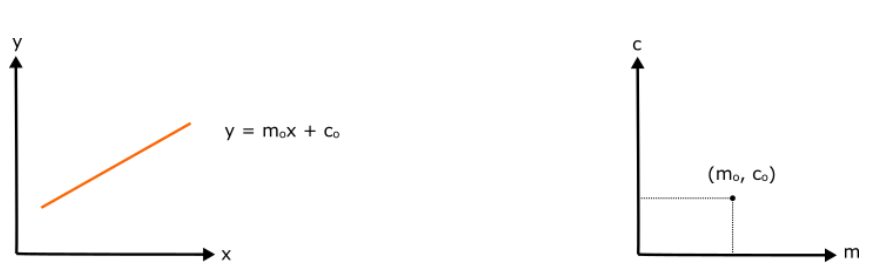 y
y = mₒx + cₒ
x
c
(mₒ, cₒ)
m